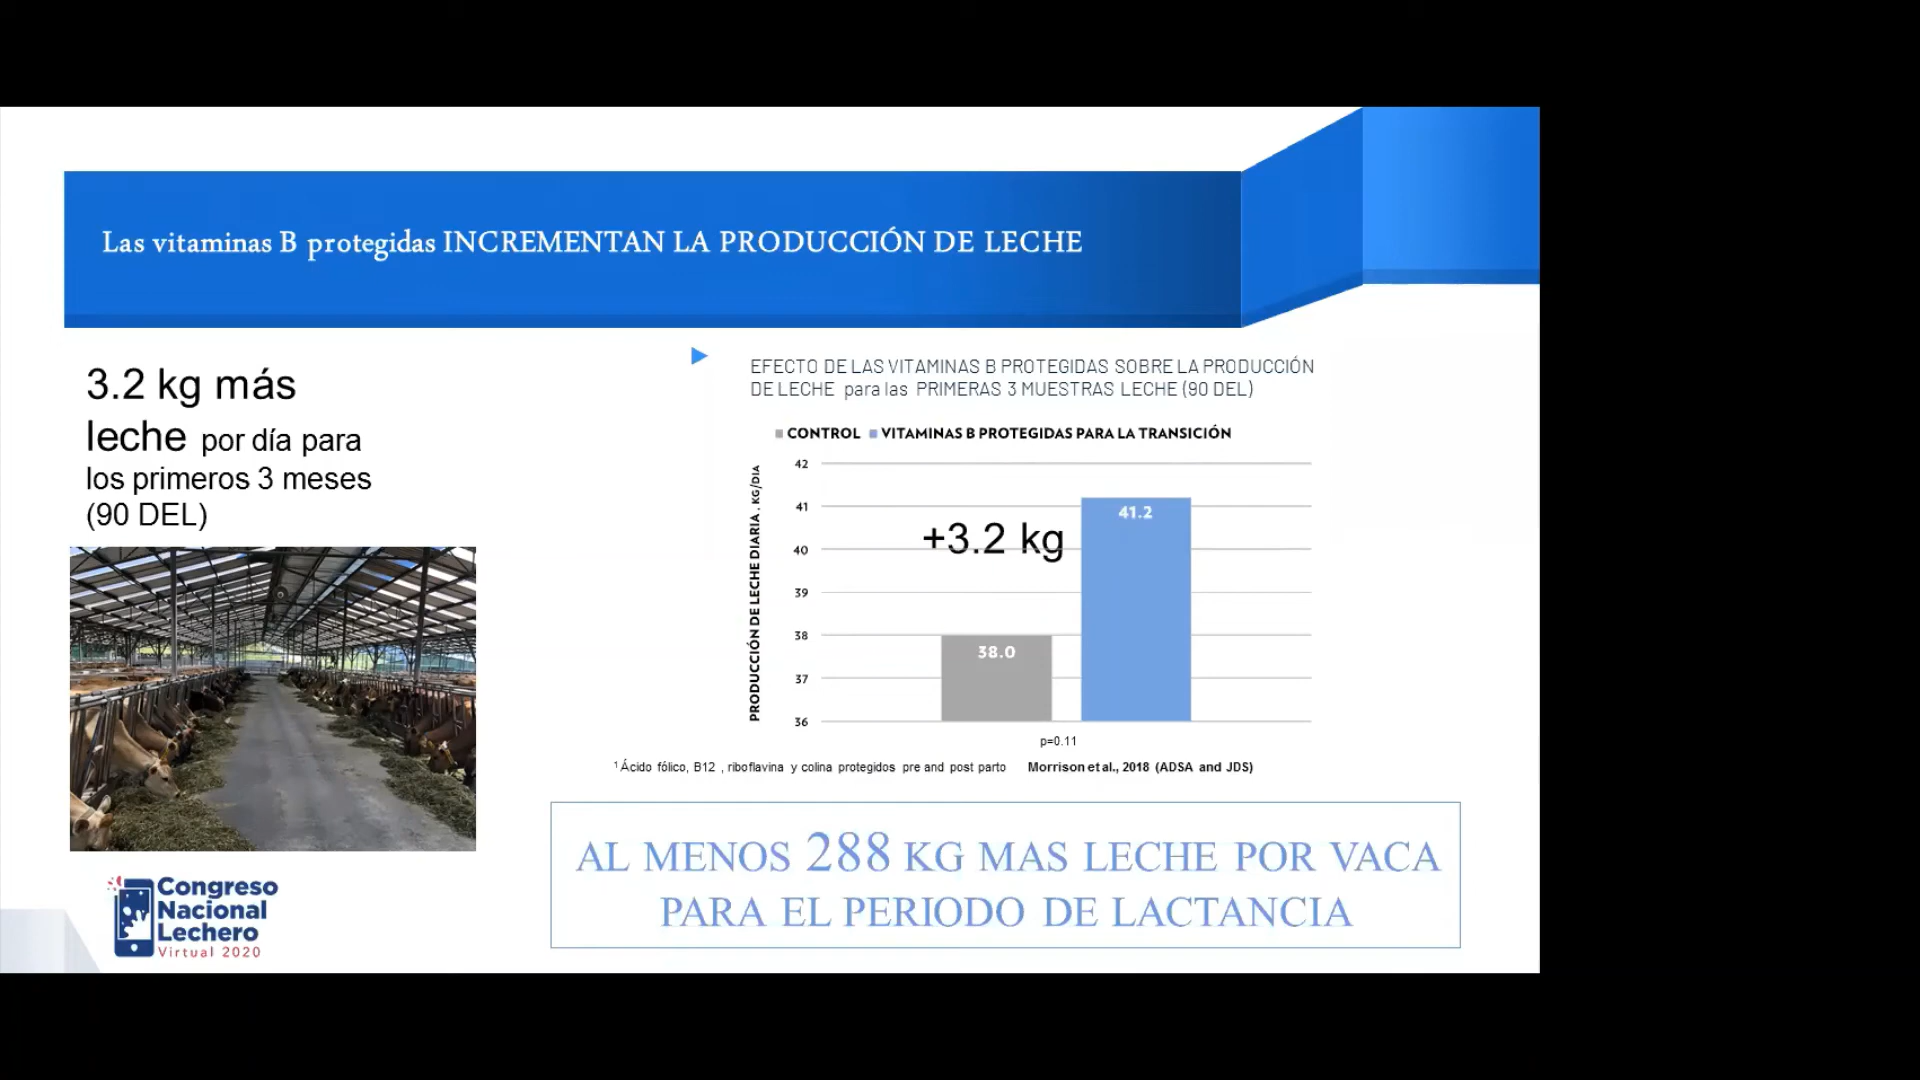 Las vitaminas B protegidas INCREMENTAN LA PRODUCCIÓN DE LECHE
3.2 kg más
leche por día para
los primeros 3 meses
(90 DEL)
EFECTO DE LAS VITAMINAS B PROTEGIDAS SOBRE LA PRODUCCIÓN
DE LECHE para las PRIMERAS 3 MUESTRAS LECHE (90 DEL)
CONTROL VITAMINAS B PROTEGIDAS PARA LA TRANSICIÓN
PRODUCCIÓN DE LECHE DIARIA, KG/DIA
42
41
40
39
38
37
36
+3.2 kg
41.2
38.0
p=0.11
¹ Ácido fólico, B12 , riboflavina y colina protegidos pre and post parto Morrison et al., 2018 (ADSA and JDS)
AL MENOS 288 KG MAS LECHE POR VACA
PARA EL PERIODO DE LACTANCIA
Congreso
Nacional
Lechero
Virtual 2020